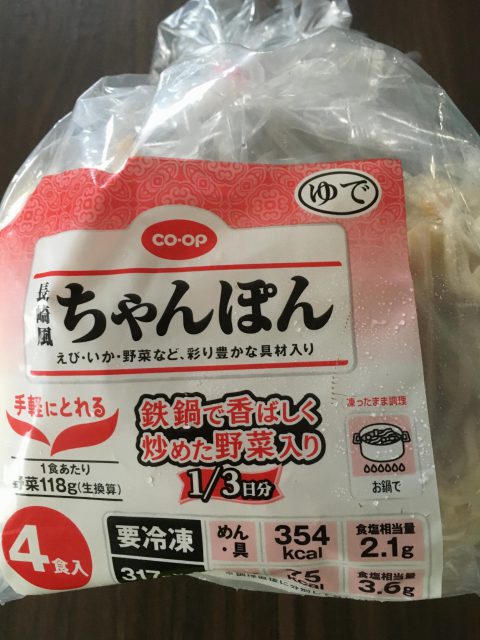 ゆで
CO・OP
長崎風
ちゃんぽん
えび・いか・野菜など、彩り豊かな具材入り
手軽にとれる
1食あたり
野菜118g(生換算)
鉄鍋で香ばしく
炒めた野菜入り
1/3日分
凍ったまま調理
お鍋で
4食入
要冷凍
めん・具
354kcal
食塩相当量
2.1g
317
75kcal
食塩相当量
3.6g